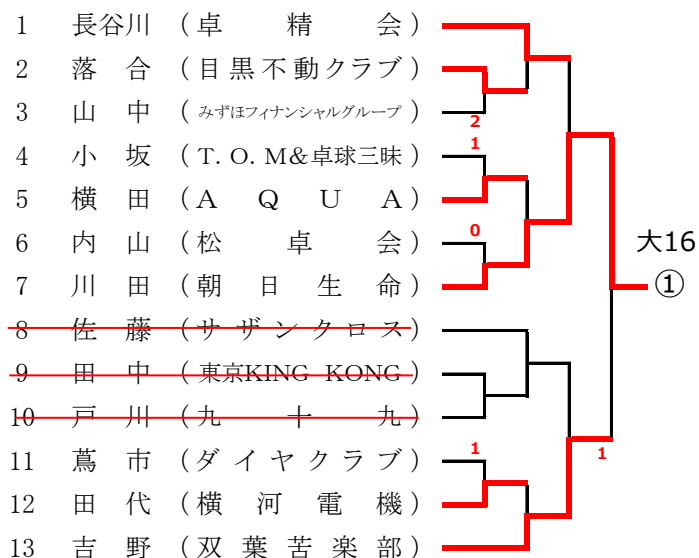 1 長谷川 (卓精会)
2 落合 (目黒不動クラブ)
3 山中 (みずほフィナンシャルグループ)
2
4 小坂 (T.O.M&卓球三昧)
1
5 横田 (AQUA)
6 内山 (松卓会)
0
大16
7 川田 (朝日生命)
①
8 佐藤 (サザンクロス)
9 田中 (東京KING KONG)
10 戸川 (九十九)
11 蔦市 (ダイヤクラブ)
1
1
12 田代 (横河電機)
13 吉野 (双葉苦楽部)